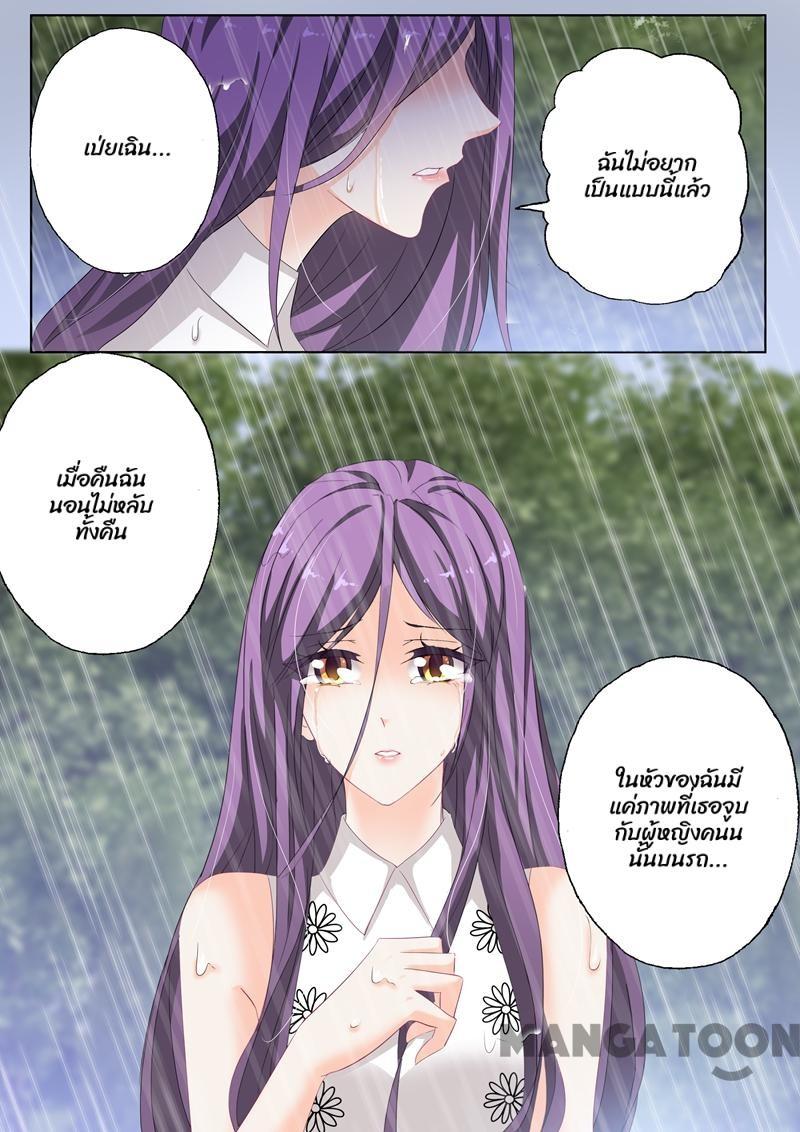 เป่ยเฉิน...
ฉันไม่อยาก
เป็นแบบนี้แล้ว
เมื่อคืนฉัน
นอนไม่หลับ
ทั้งคืน
ในหัวของฉันมี
แค่ภาพที่เธอจูบ
กับผู้หญิงคนน
นั้นบนรถ...
MANGATOON